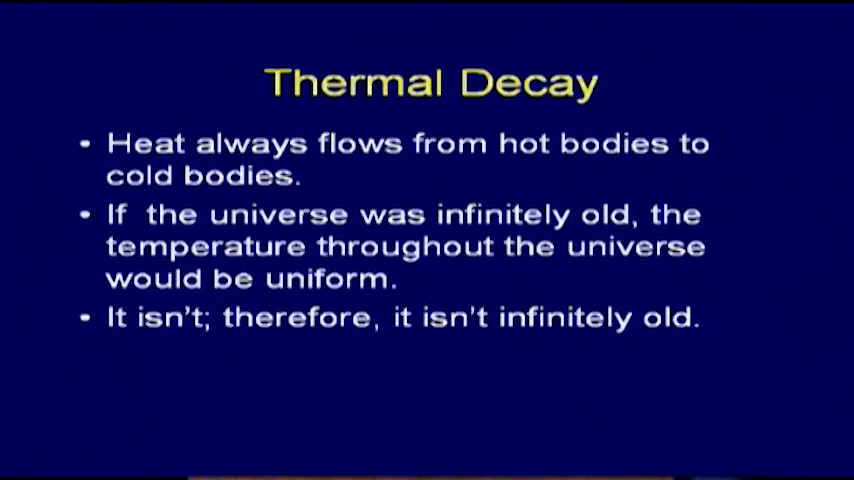 Thermal Decay
• Heat always flows from hot bodies to
cold bodies.
• If the universe was infinitely old, the
temperature throughout the universe
would be uniform.
• It isn't; therefore, it isn't infinitely old.